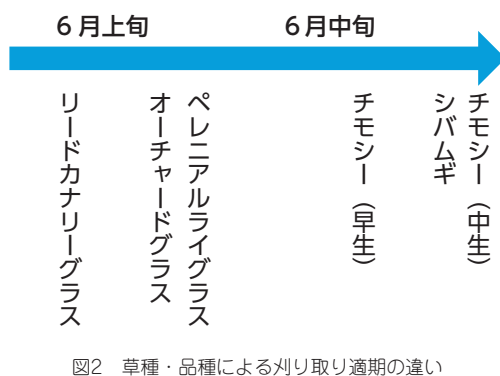 6月上旬
6月中旬
リードカナリーグラス
オーチャードグラス
ペレニアルライグラス
チモシー（早生）
シバムギ
チモシー（中生）
図2　草種・品種による刈り取り適期の違い